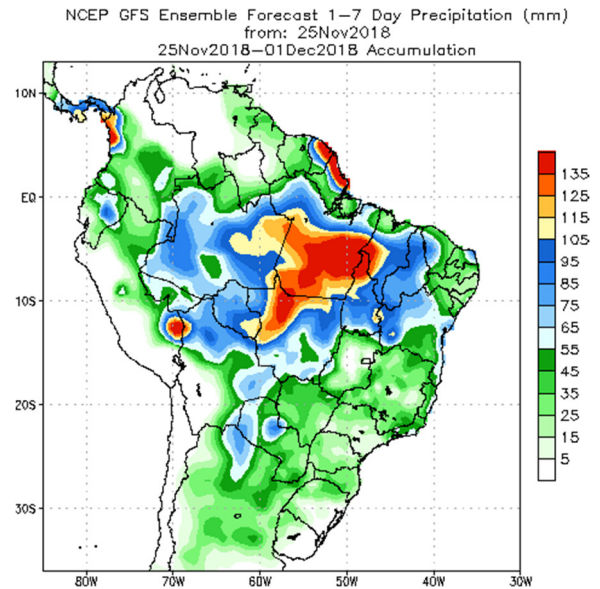 NCEP GFS Ensemble Forecast 1-7 Day Precipitation (mm)
from: 25Nov2018
25Nov2018-01Dec2018 Accumulation
10N
EQ
10S
20S
30S
80W 70W 60W 50W 40W 30W
135
125
115
105
95
85
75
65
55
45
35
25
15
5